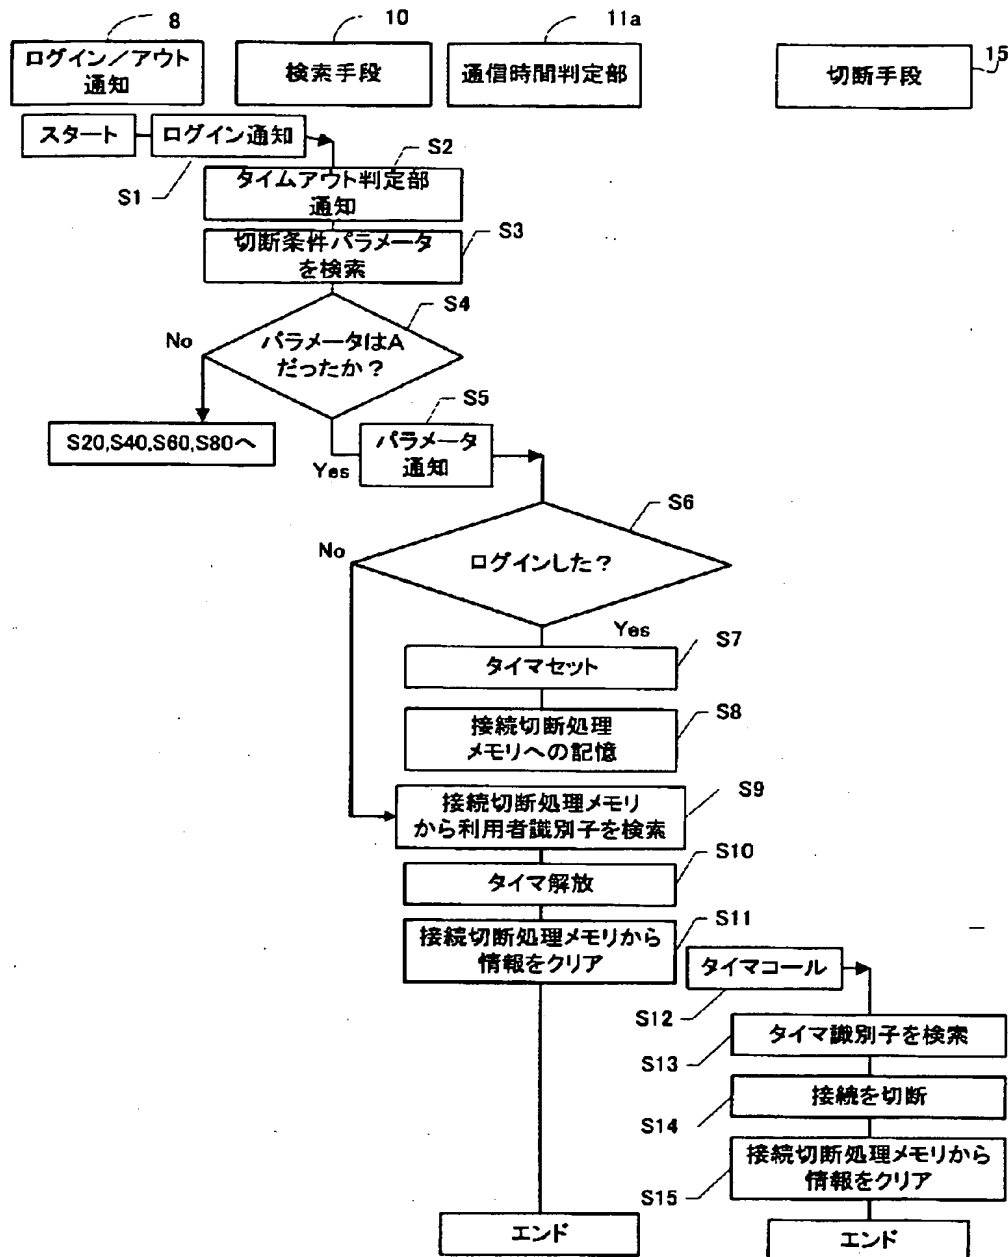 8
10
11a
15
ログイン／アウト
通知
検索手段
通信時間判定部
切断手段
スタート
ログイン通知
S1
S2
タイムアウト判定部
通知
S3
切断条件パラメータ
を検索
S4
No
パラメータはA
だったか？
S5
S20,S40,S60,S80へ
Yes
パラメータ
通知
S6
No
ログインした？
Yes
S7
タイマセット
S8
接続切断処理
メモリへの記憶
S9
接続切断処理メモリ
から利用者識別子を検索
S10
タイマ解放
S11
接続切断処理メモリから
情報をクリア
タイマコール
S12
タイマ識別子を検索
S13
接続を切断
S14
接続切断処理メモリから
情報をクリア
S15
エンド
エンド